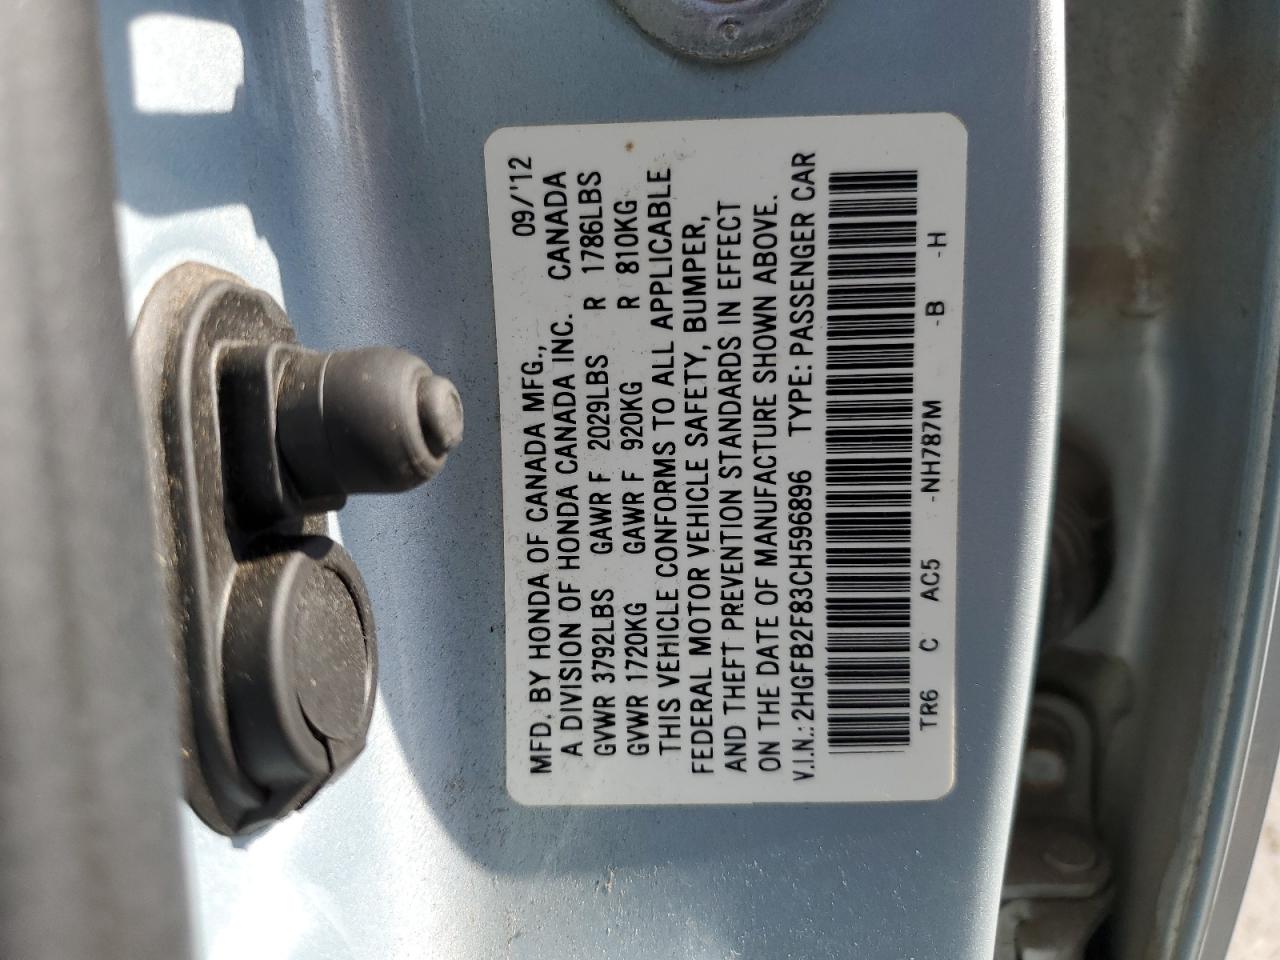 MFD. BY HONDA OF CANADA MFG., 09/'12
A DIVISION OF HONDA CANADA INC. CANADA
GVWR 3792LBS GAWR F 2029LBS R 1786LBS
GVWR 1720KG GAWR F 920KG R 810KG
THIS VEHICLE CONFORMS TO ALL APPLICABLE
FEDERAL MOTOR VEHICLE SAFETY, BUMPER,
AND THEFT PREVENTION STANDARDS IN EFFECT
ON THE DATE OF MANUFACTURE SHOWN ABOVE.
V.I.N.: 2HGFB2F83CH596896 TYPE: PASSENGER CAR
TR6 C AC5 -NH787M -B -H